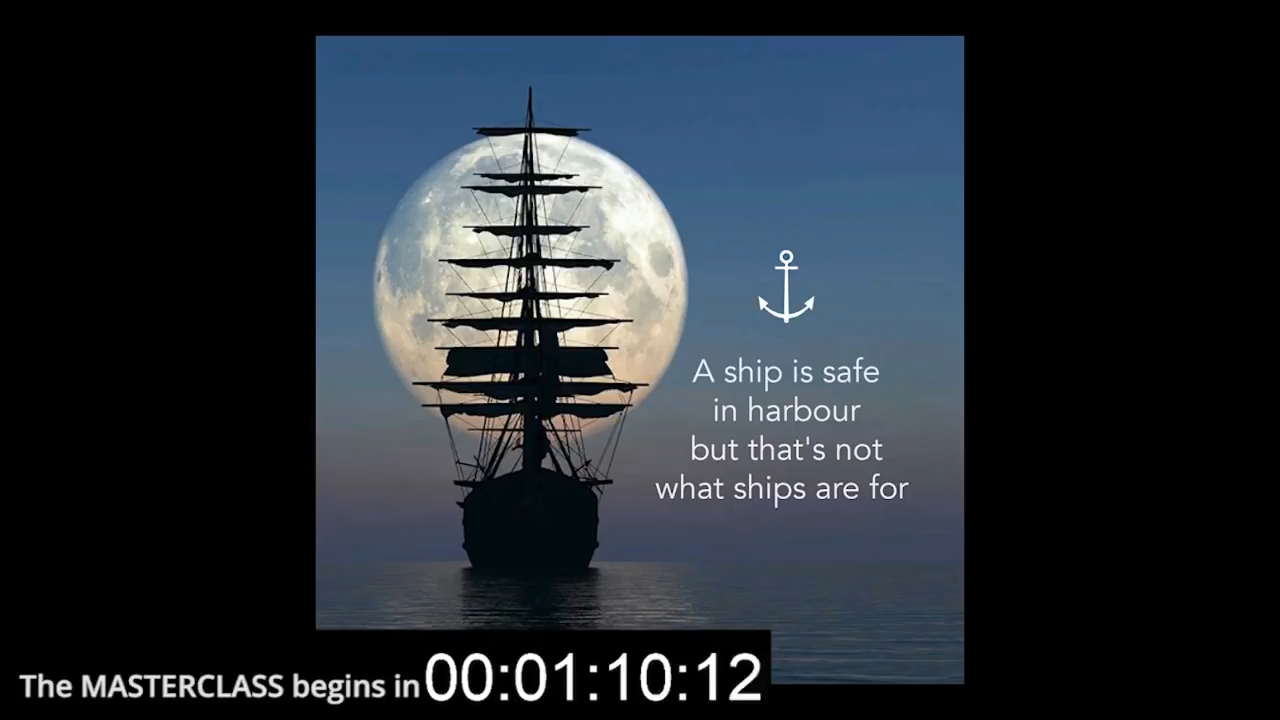 A ship is safe
in harbour
but that's not
what ships are for
The MASTERCLASS begins in 00:01:10:12